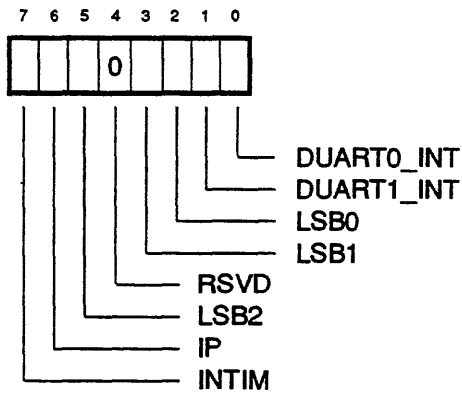 7 6 5 4 3 2 1 0
0
DUART0_INT
DUART1_INT
LSB0
LSB1
RSVD
LSB2
IP
INTIM